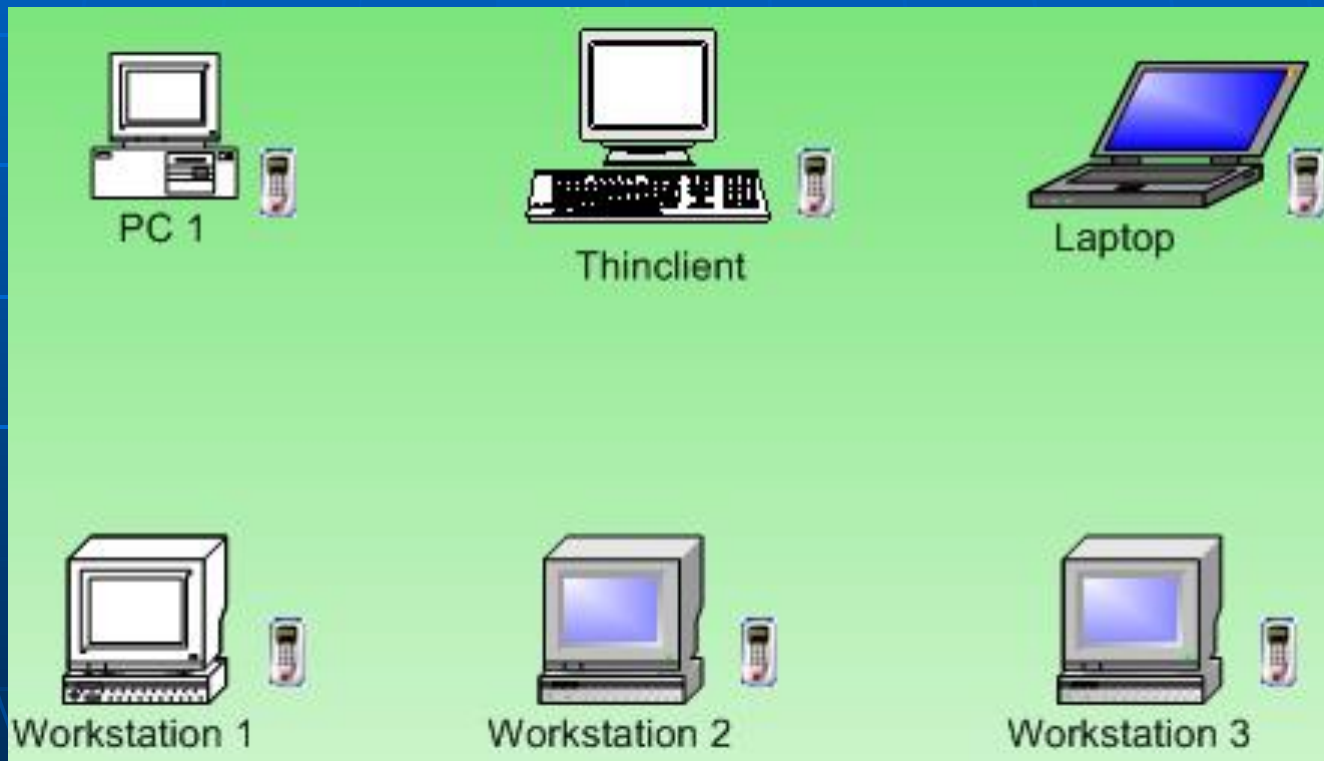 PC 1
Thinclient
Laptop
Workstation 1
Workstation 2
Workstation 3